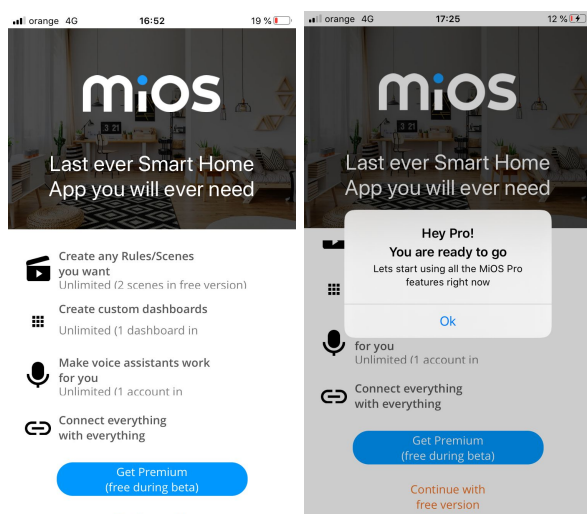 orange 4G 16:52 19 %
mios
3 21
Last ever Smart Home
App you will ever need
Create any Rules/Scenes
you want
Unlimited (2 scenes in free version)
Create custom dashboards
Unlimited (1 dashboard in
Make voice assistants work
for you
Unlimited (1 account in
Connect everything
with everything
Get Premium
(free during beta)
orange 4G 17:25 12 %
mios
3 21
Last ever Smart Home
App you will ever need
Hey Pro!
You are ready to go
Lets start using all the MiOS Pro
features right now
Ok
for you
Unlimited (1 account in
Connect everything
with everything
Get Premium
(free during beta)
Continue with
free version